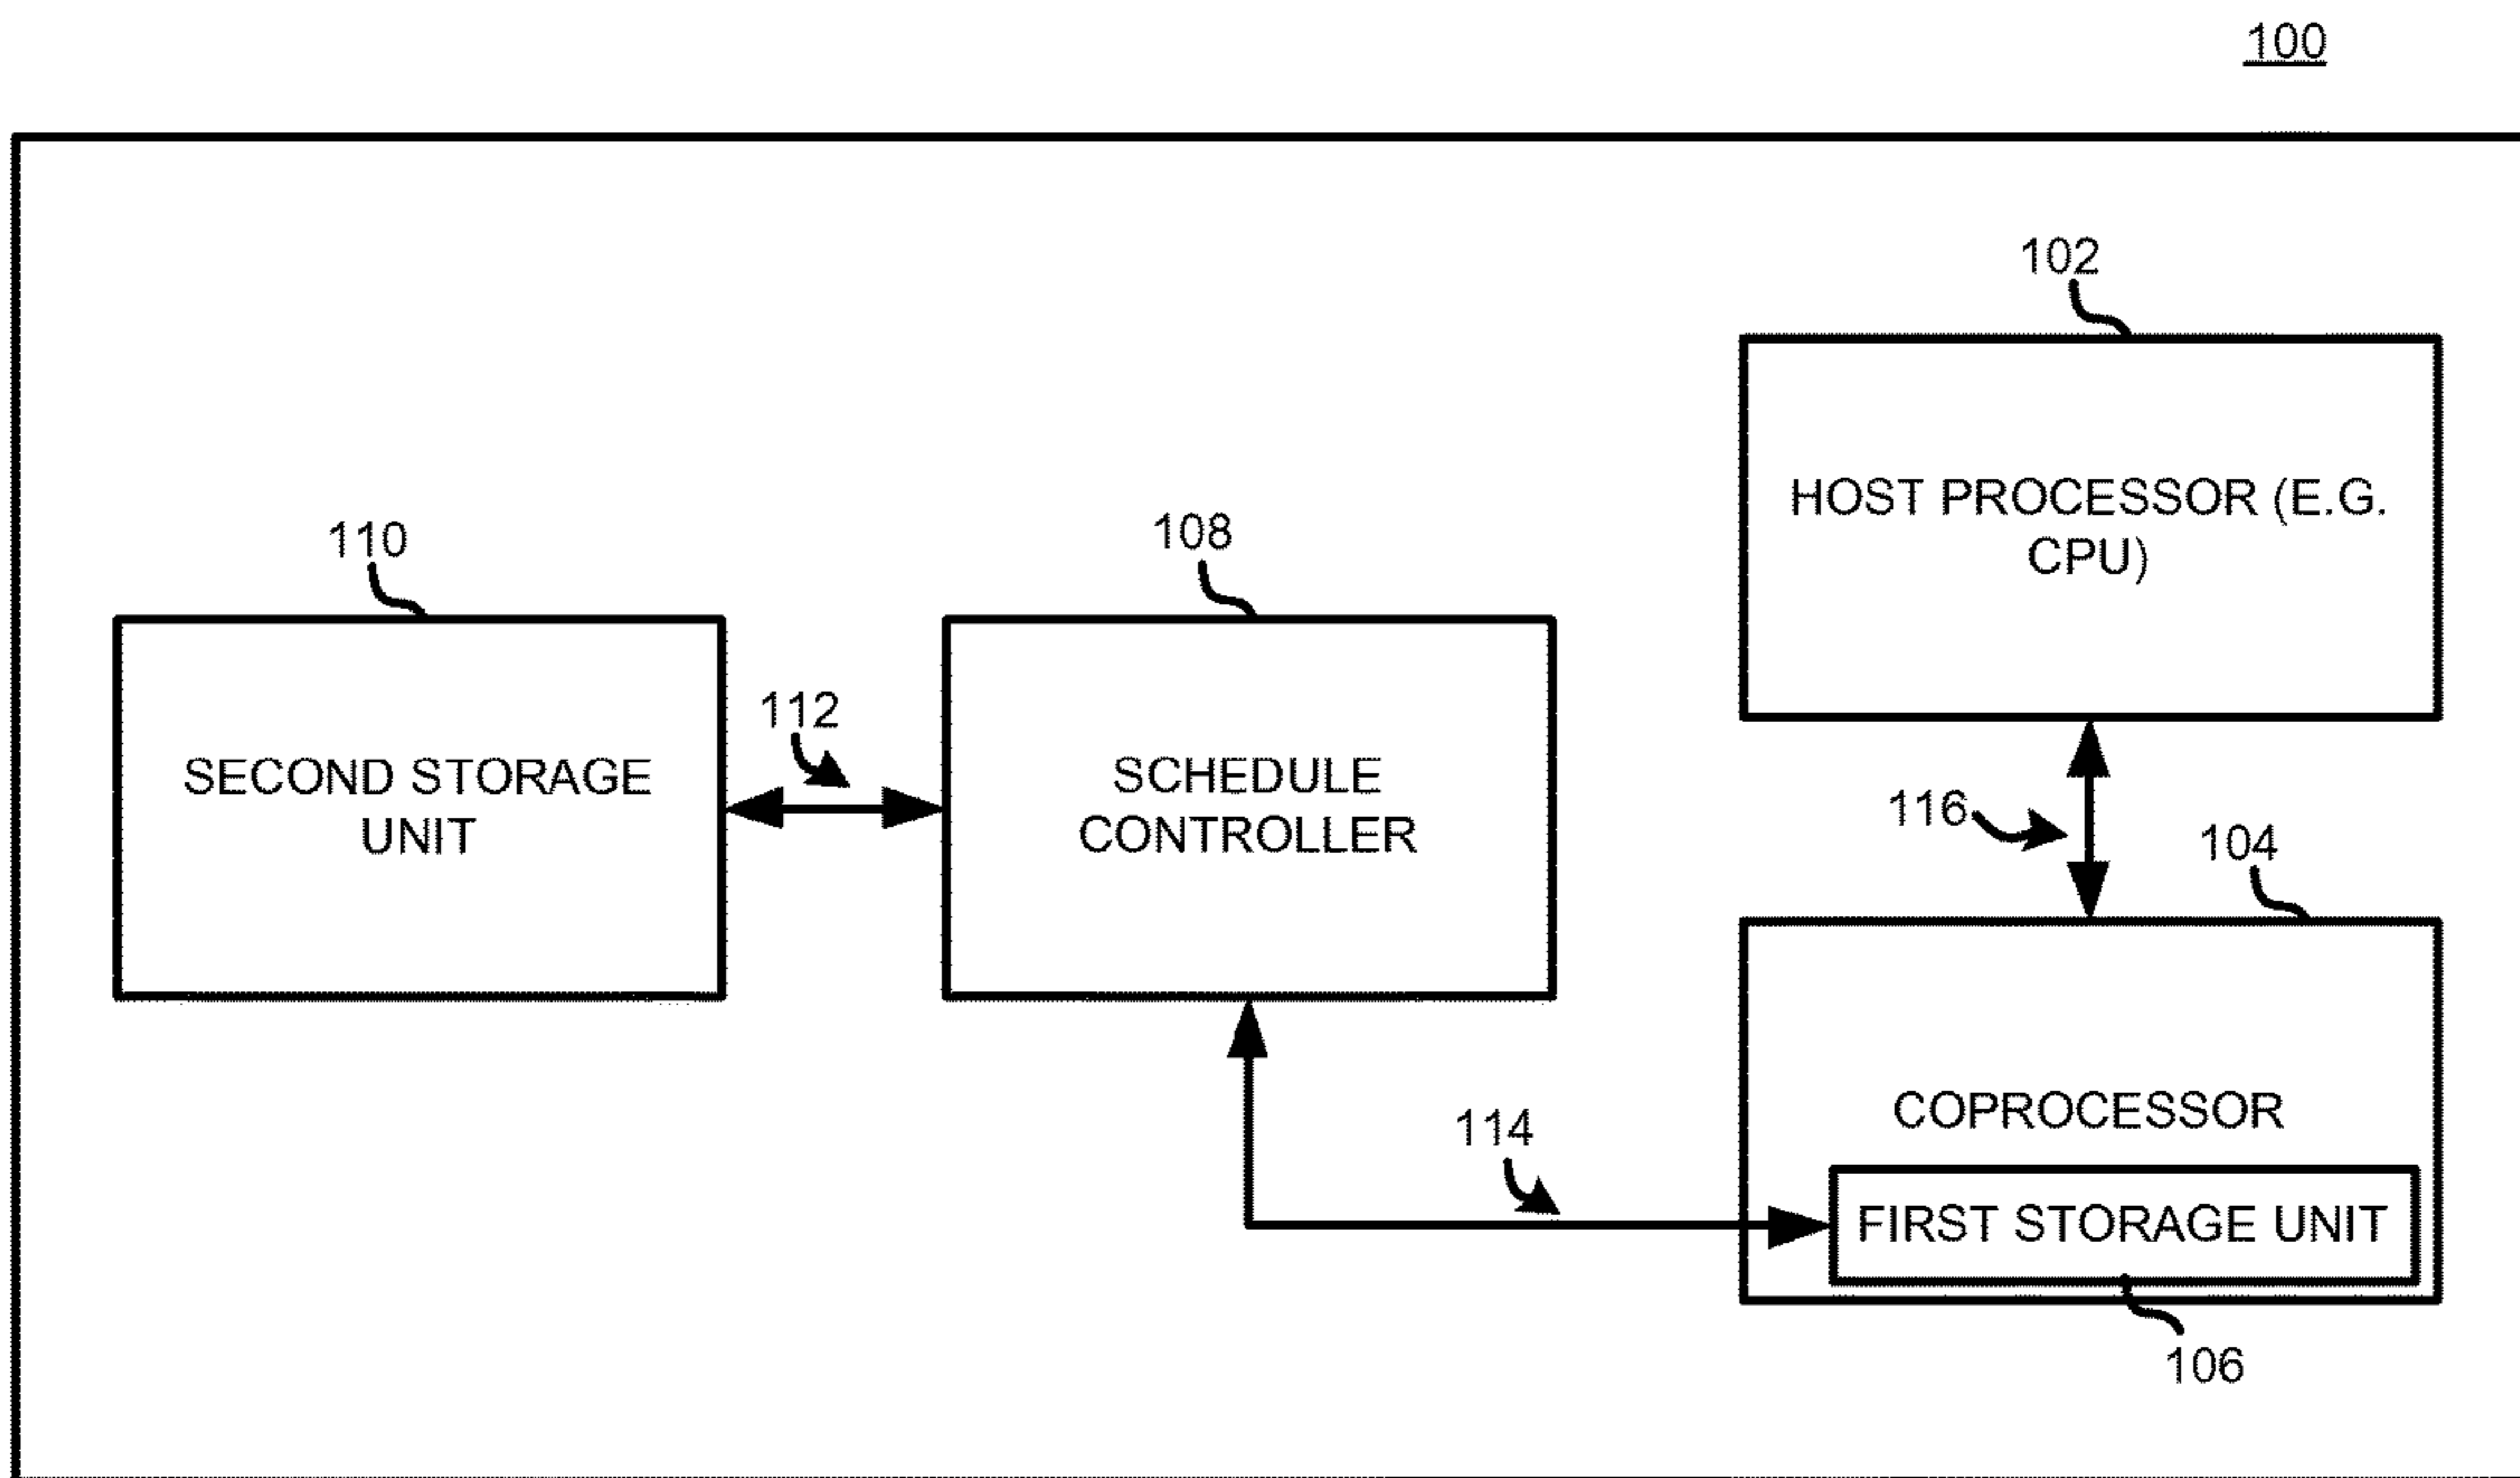 100
102
HOST PROCESSOR (E.G.
CPU)
110
108
112
SECOND STORAGE
UNIT
SCHEDULE
CONTROLLER
116
104
COPROCESSOR
114
FIRST STORAGE UNIT
106